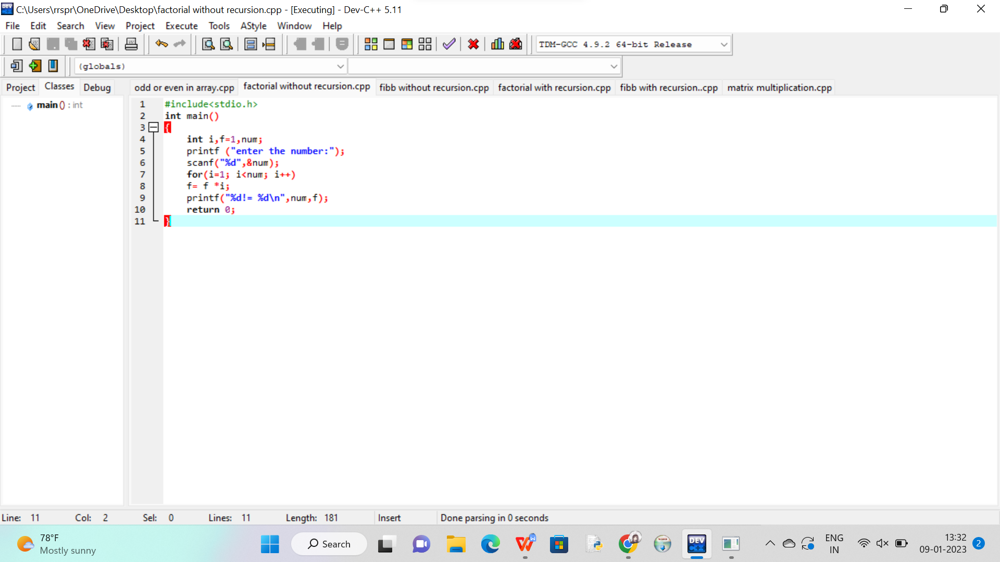 C:\Users\rrspr\OneDrive\Desktop\factorial without recursion.cpp - [Executing] - Dev-C++ 5.11
File Edit Search View Project Execute Tools AStyle Window Help
TDM-GCC 4.9.2 64-bit Release
(globals)
Project Classes Debug
odd or even in array.cpp factorial without recursion.cpp fibb without recursion.cpp factorial with recursion.cpp fibb with recursion..cpp matrix multiplication.cpp
main () : int
1 #include<stdio.h>
2 int main()
3 {
4 int i,f=1,num;
5 printf ("enter the number:");
6 scanf("%d",&num);
7 for(i=1; i<num; i++)
8 f= f *i;
9 printf("%d!= %d\n",num,f);
10 return 0;
11 }
Line: 11 Col: 2 Sel: 0 Lines: 11 Length: 181 Insert Done parsing in 0 seconds
78°F
Mostly sunny
Search
DEV
C++
ENG
IN
13:32
09-01-2023
2